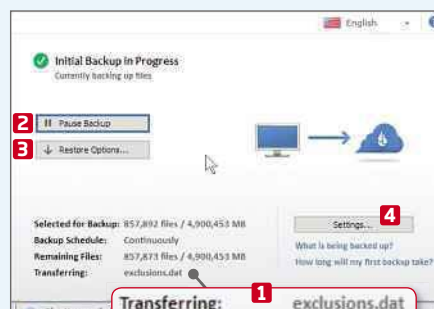 English
Initial Backup in Progress
Currently backing up files
2 Pause Backup
3 Restore Options...
Selected for Backup: 857,892 files / 4,900,453 MB
Backup Schedule: Continuously
Remaining Files: 857,873 files / 4,900,453 MB
Transferring: exclusions.dat
Settings... 4
What is being backed up?
How long will my first backup take?
Transferring: 1 exclusions.dat